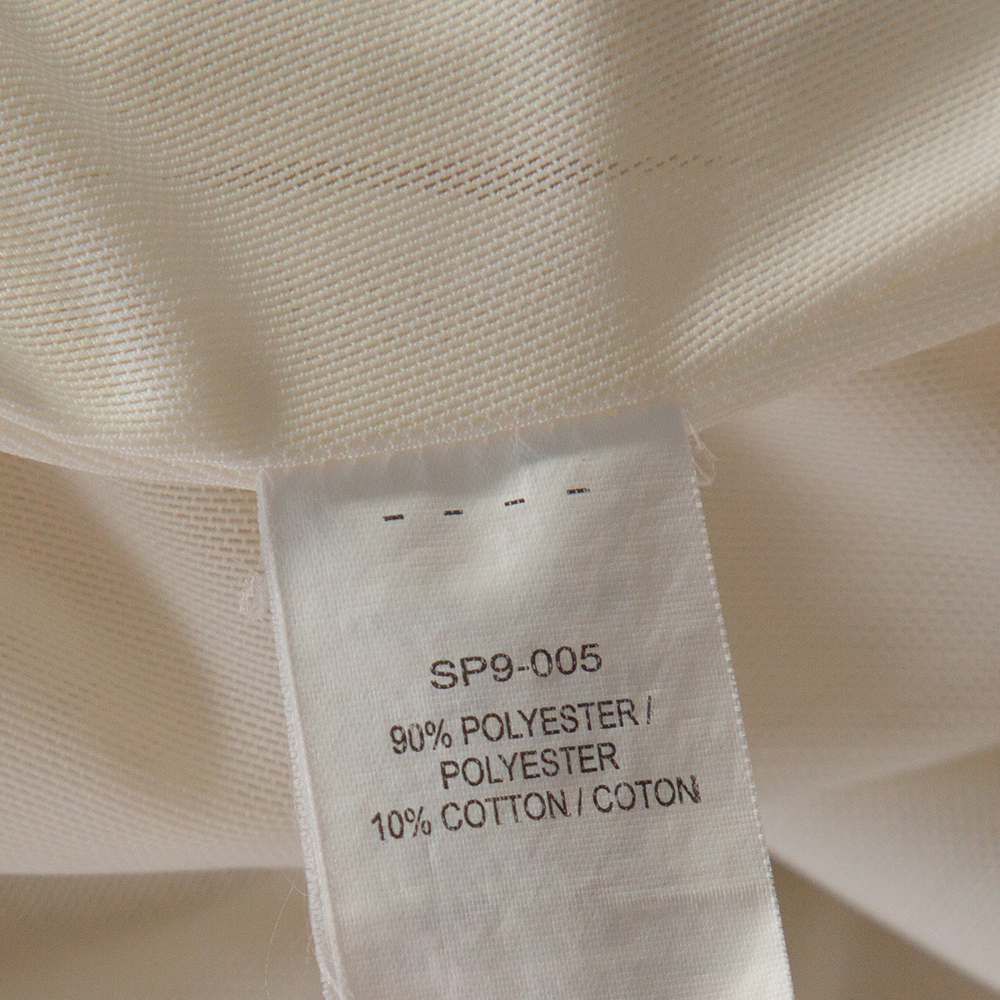 - - - -
SP9-005
90% POLYESTER /
POLYESTER
10% COTTON / COTON